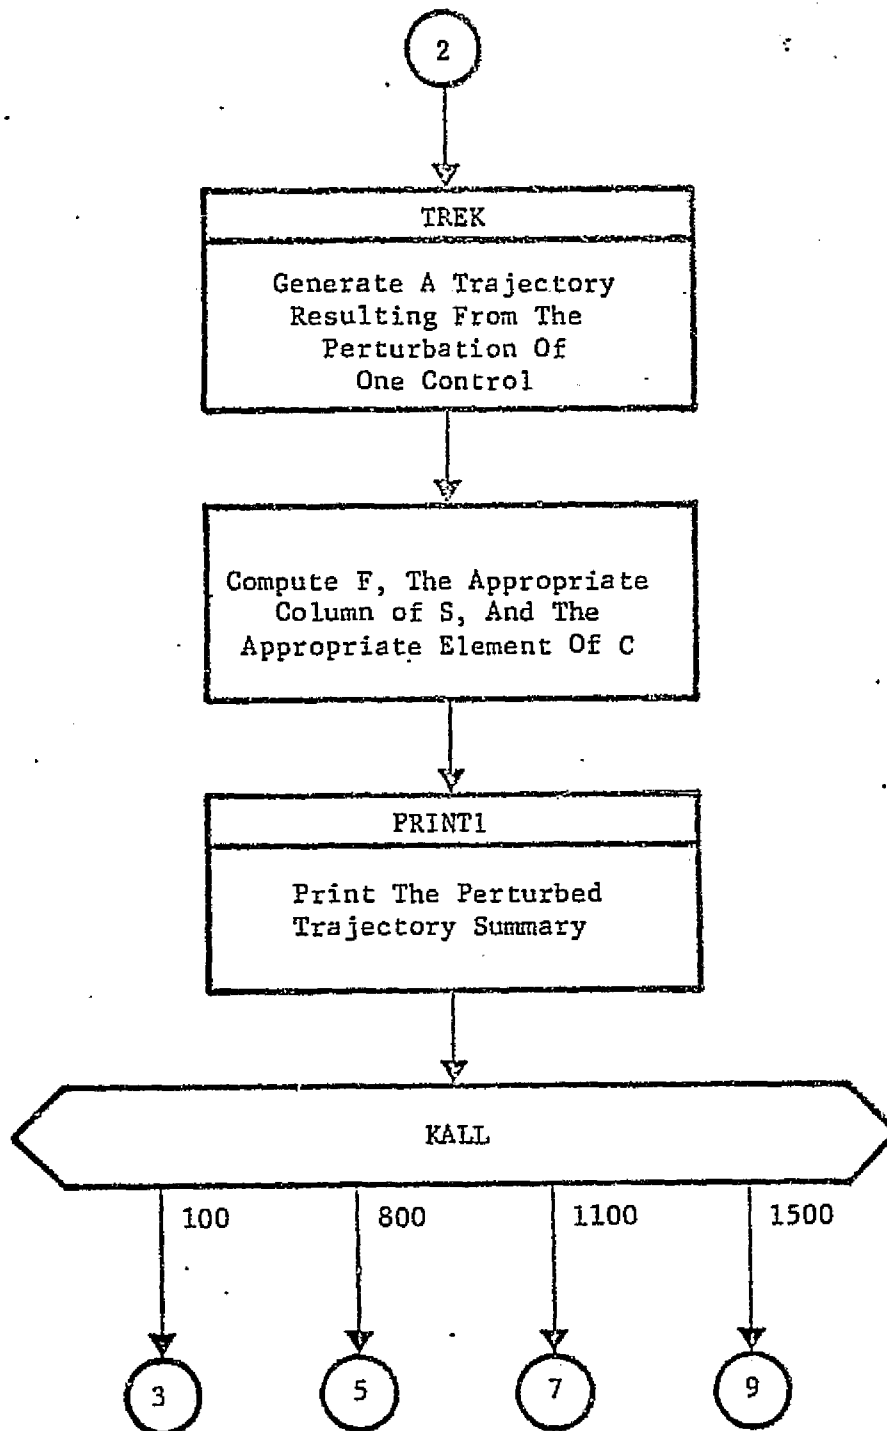 2
TREK
Generate A Trajectory
Resulting From The
Perturbation Of
One Control
Compute F, The Appropriate
Column of S, And The
Appropriate Element Of C
PRINT1
Print The Perturbed
Trajectory Summary
KALL
100 800 1100 1500
3 5 7 9